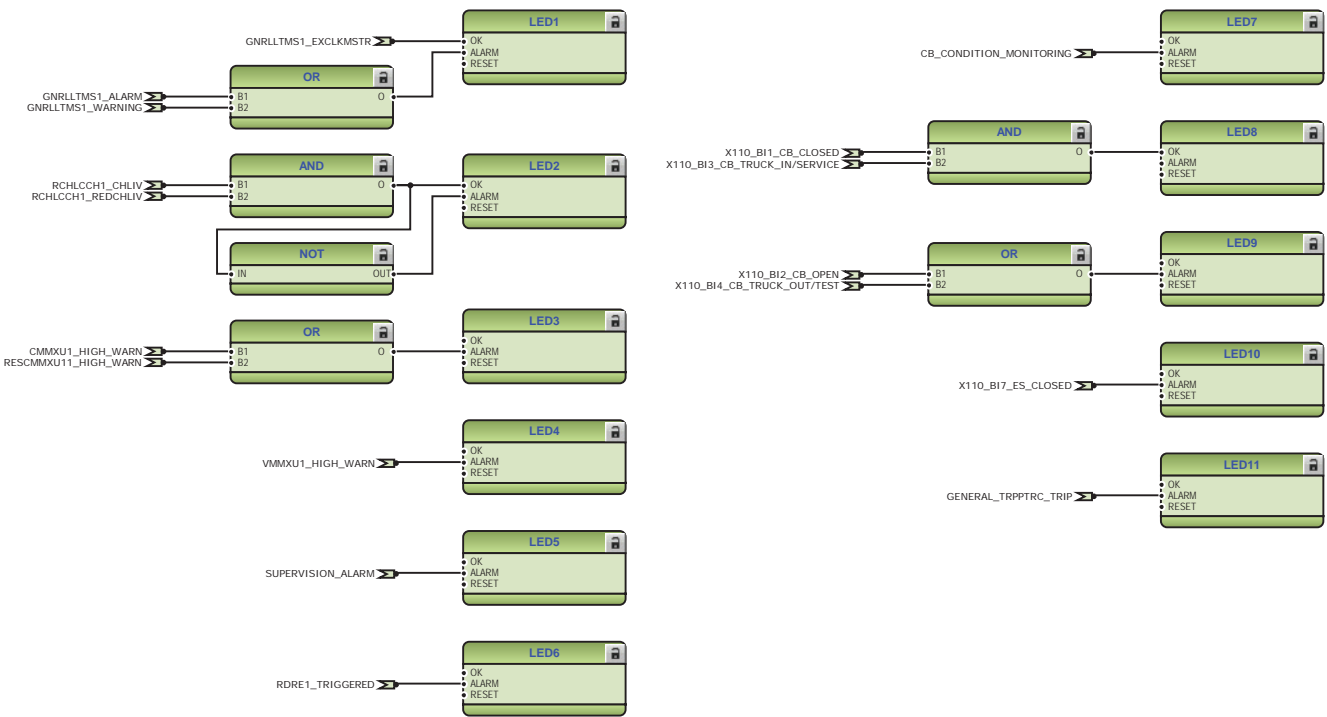 LED1
GNRLLTMS1_EXCLKMSTR
OK
ALARM
RESET
OR
GNRLLTMS1_ALARM
B1
O
GNRLLTMS1_WARNING
B2
AND
RCHLCCH1_CHLIV
B1
O
RCHLCCH1_REDCHLIV
B2
LED2
OK
ALARM
RESET
NOT
IN
OUT
OR
CMMXU1_HIGH_WARN
B1
O
RESCMMXU11_HIGH_WARN
B2
LED3
OK
ALARM
RESET
LED4
OK
VMMXU1_HIGH_WARN
ALARM
RESET
LED5
OK
SUPERVISION_ALARM
ALARM
RESET
LED6
OK
RDRE1_TRIGGERED
ALARM
RESET
LED7
OK
CB_CONDITION_MONITORING
ALARM
RESET
AND
X110_BI1_CB_CLOSED
B1
O
X110_BI3_CB_TRUCK_IN/SERVICE
B2
LED8
OK
ALARM
RESET
OR
X110_BI2_CB_OPEN
B1
O
X110_BI4_CB_TRUCK_OUT/TEST
B2
LED9
OK
ALARM
RESET
LED10
OK
X110_BI7_ES_CLOSED
ALARM
RESET
LED11
OK
GENERAL_TRPPTRC_TRIP
ALARM
RESET